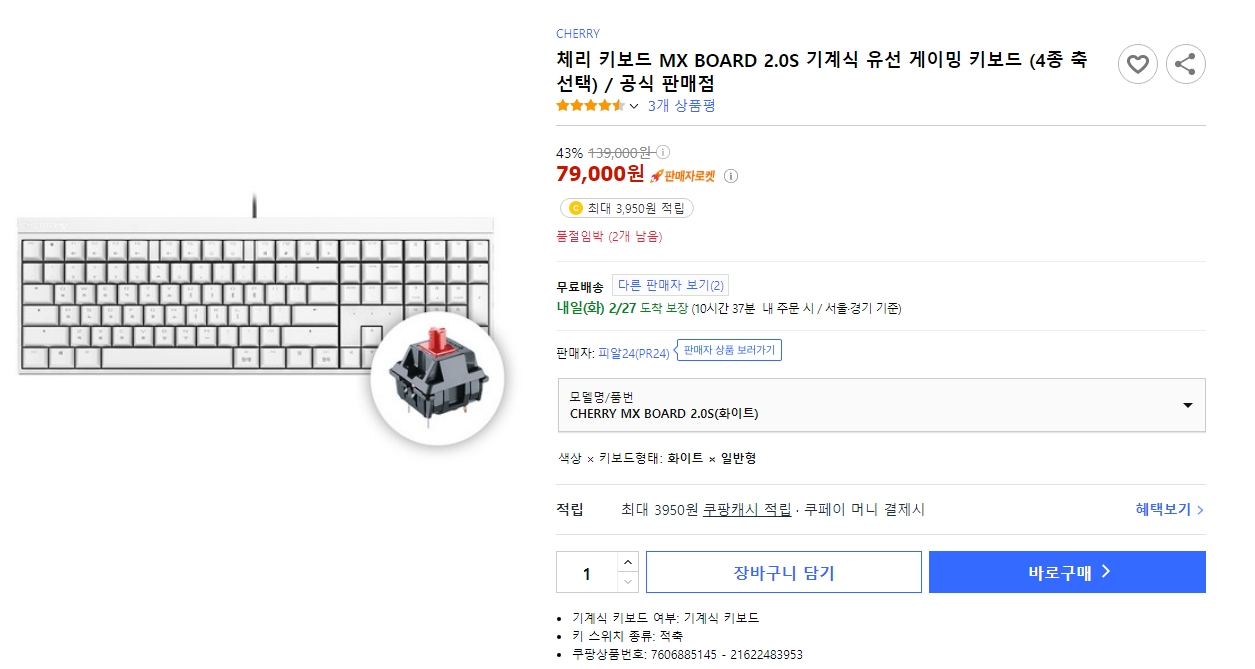 CHERRY
체리 키보드 MX BOARD 2.0S 기계식 유선 게이밍 키보드 (4종 축
선택) / 공식 판매점
3개 상품평
43% 139,000원
79,000원 판매자로켓
최대 3,950원 적립
품절임박 (2개 남음)
무료배송 다른 판매자 보기(2)
내일(화) 2/27 도착 보장 (10시간 37분 내 주문 시 / 서울⋅경기 기준)
판매자: 피알24(PR24) 판매자 상품 보러가기
모델명/품번
CHERRY MX BOARD 2.0S(화이트)
색상 × 키보드형태: 화이트 × 일반형
적립 최대 3950원 쿠팡캐시 적립 · 쿠페이 머니 결제시 혜택보기
1 장바구니 담기 바로구매
• 기계식 키보드 여부: 기계식 키보드
• 키 스위치 종류: 적축
• 쿠팡상품번호: 7606885145 - 21622483953